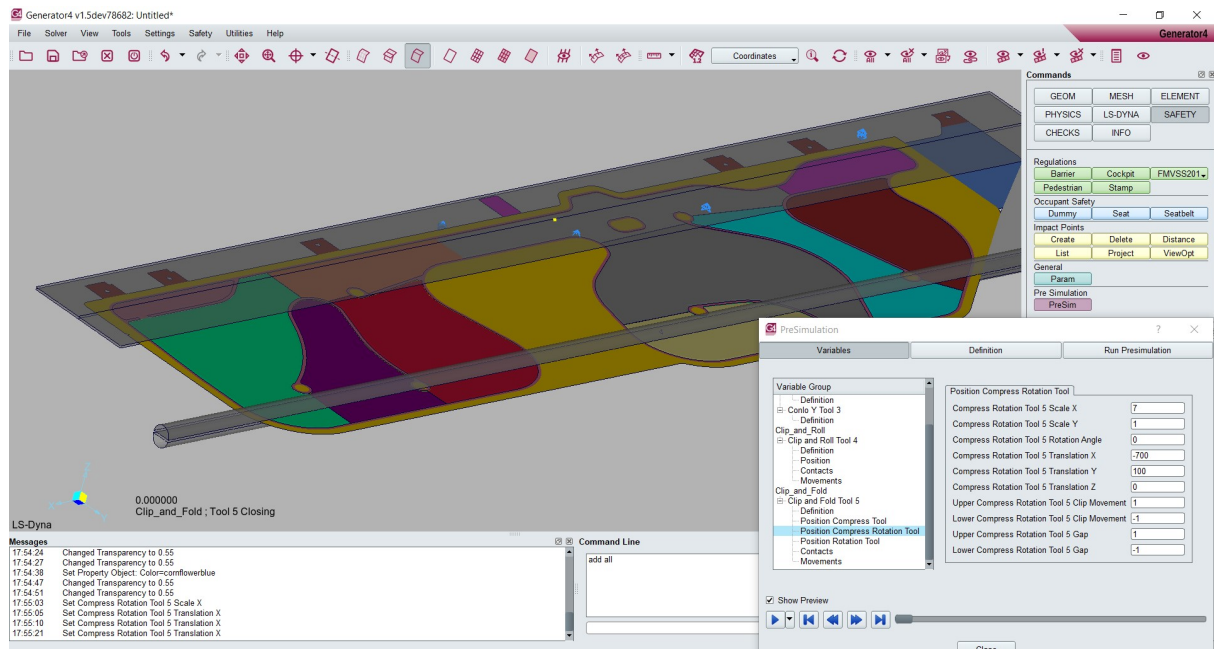 Generator4 v1.5dev78682: Untitled*
File Solver View Tools Settings Safety Utilities Help
Generator4
Coordinates
All
Commands
GEOM MESH ELEMENT
PHYSICS LS-DYNA SAFETY
CHECKS INFO
Regulations
Barrier Cockpit FMVSS201
Pedestrian Stamp
Occupant Safety
Dummy Seat Seatbelt
Impact Points
Create Delete Distance
List Project ViewOpt
General
Param
Pre Simulation
PreSim
0.000000
Clip_and_Fold ; Tool 5 Closing
LS-Dyna
PreSimulation
Variables Definition Run Presimulation
Variable Group
Definition
Conlo Y Tool 3
Definition
Clip_and_Roll
Clip and Roll Tool 4
Definition
Position
Contacts
Movements
Clip_and_Fold
Clip and Fold Tool 5
Definition
Position Compress Tool
Position Compress Rotation Tool
Position Rotation Tool
Contacts
Movements
Position Compress Rotation Tool
Compress Rotation Tool 5 Scale X 7
Compress Rotation Tool 5 Scale Y 1
Compress Rotation Tool 5 Rotation Angle 0
Compress Rotation Tool 5 Translation X -700
Compress Rotation Tool 5 Translation Y 100
Compress Rotation Tool 5 Translation Z 0
Upper Compress Rotation Tool 5 Clip Movement 1
Lower Compress Rotation Tool 5 Clip Movement -1
Upper Compress Rotation Tool 5 Gap 1
Lower Compress Rotation Tool 5 Gap -1
Show Preview
Messages
17:54:24 Changed Transparency to 0.55
17:54:27 Changed Transparency to 0.55
17:54:38 Set Property Object: Color=cornflowerblue
17:54:47 Changed Transparency to 0.55
17:54:51 Changed Transparency to 0.55
17:55:03 Set Compress Rotation Tool 5 Scale X
17:55:05 Set Compress Rotation Tool 5 Translation X
17:55:10 Set Compress Rotation Tool 5 Translation X
17:55:21 Set Compress Rotation Tool 5 Translation X
Command Line
add all